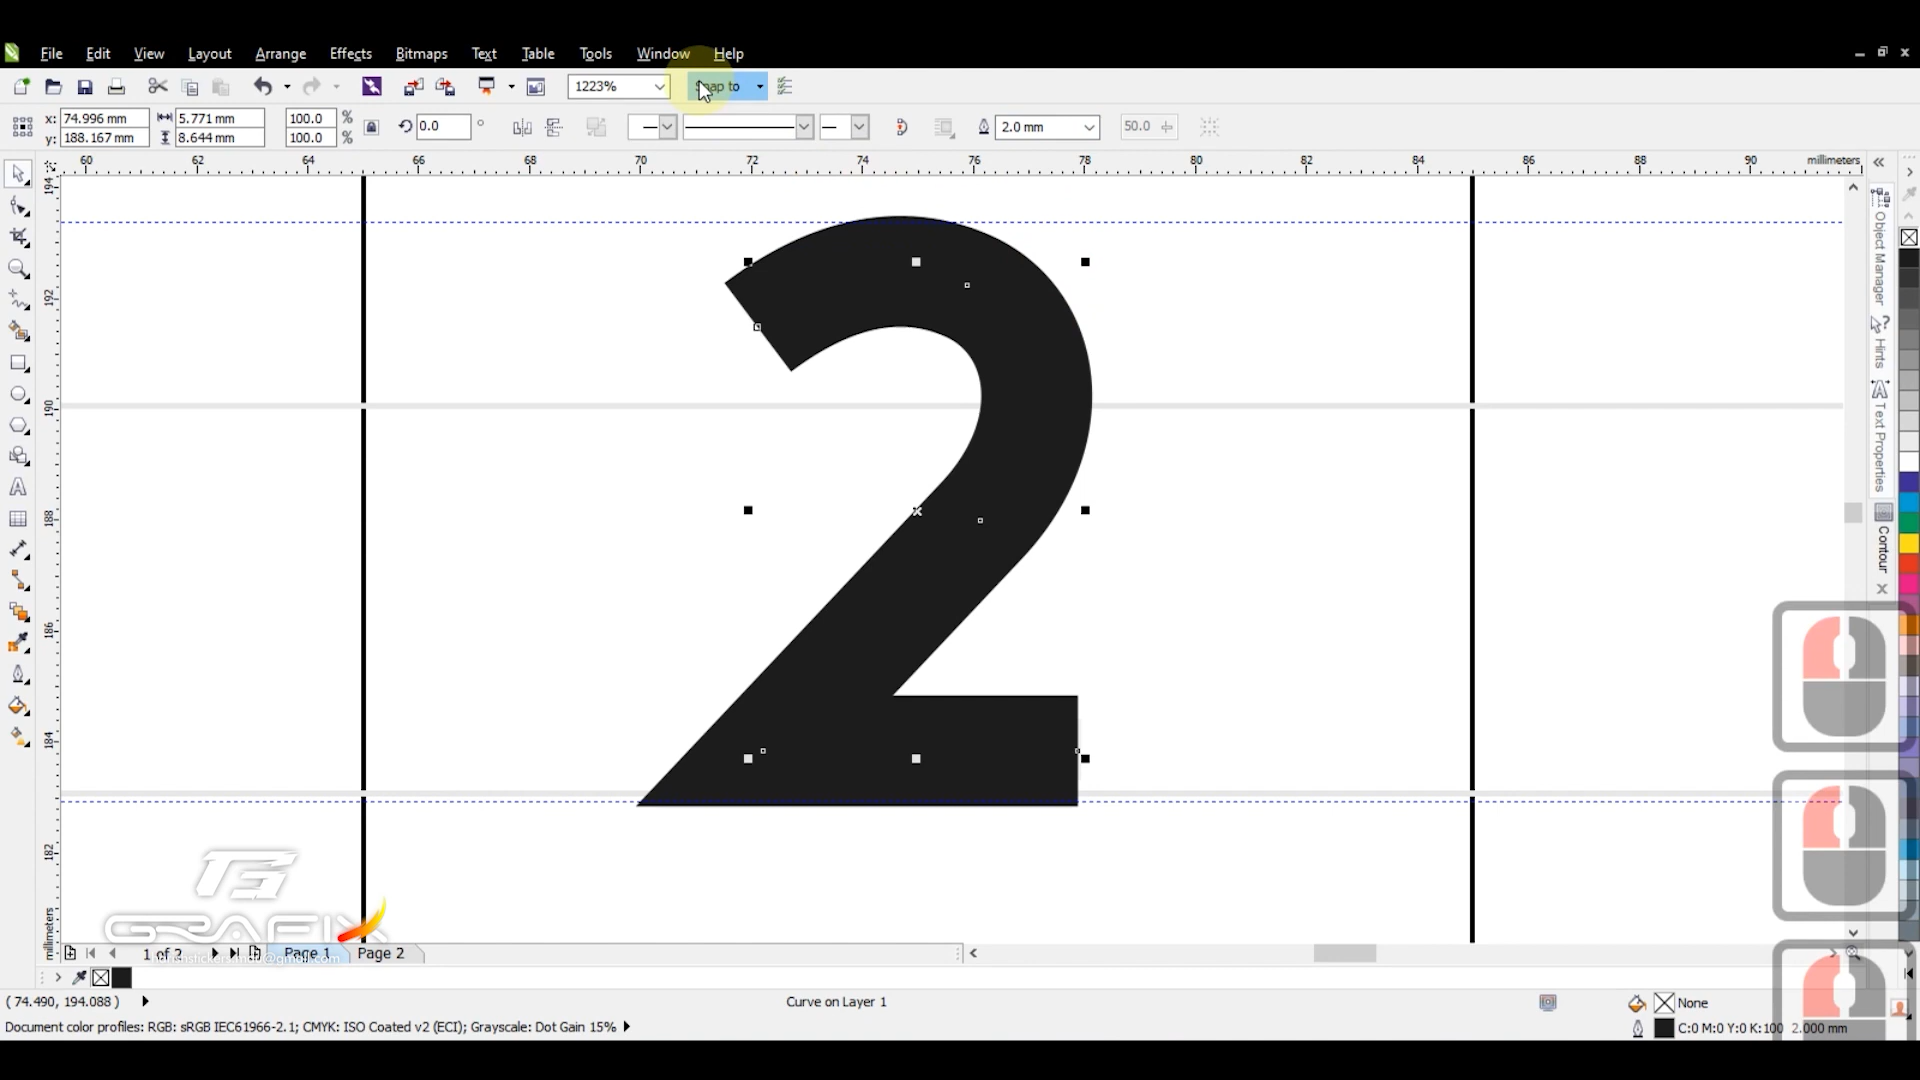 File Edit View Layout Arrange Effects Bitmaps Text Table Tools Window Help
1223% Snap to
x: 74.996 mm 5.771 mm 100.0 % 0.0 ° 2.0 mm 50.0
y: 188.167 mm 8.644 mm 100.0 %
60 62 64 66 68 70 72 74 76 78 80 82 84 86 88 90 millimeters
194
192
190
188
186
184
182
millimeters
2
Object Manager
Hints
Text Properties
Contour
TS
GRAFIX
1 of 2 Page 1 Page 2
( 74.490, 194.088 ) Curve on Layer 1 None
Document color profiles: RGB: sRGB IEC61966-2.1; CMYK: ISO Coated v2 (ECI); Grayscale: Dot Gain 15% C:0 M:0 Y:0 K:100 2.000 mm